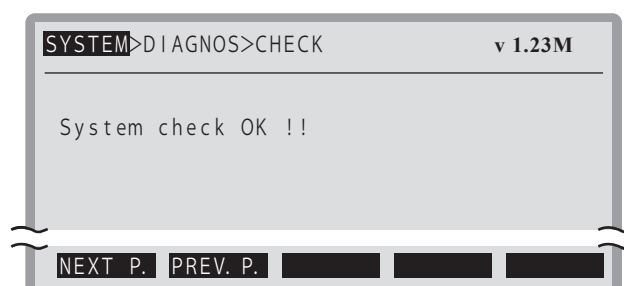 SYSTEM>DIAGNOS>CHECK v 1.23M
System check OK !!
NEXT P. PREV. P.